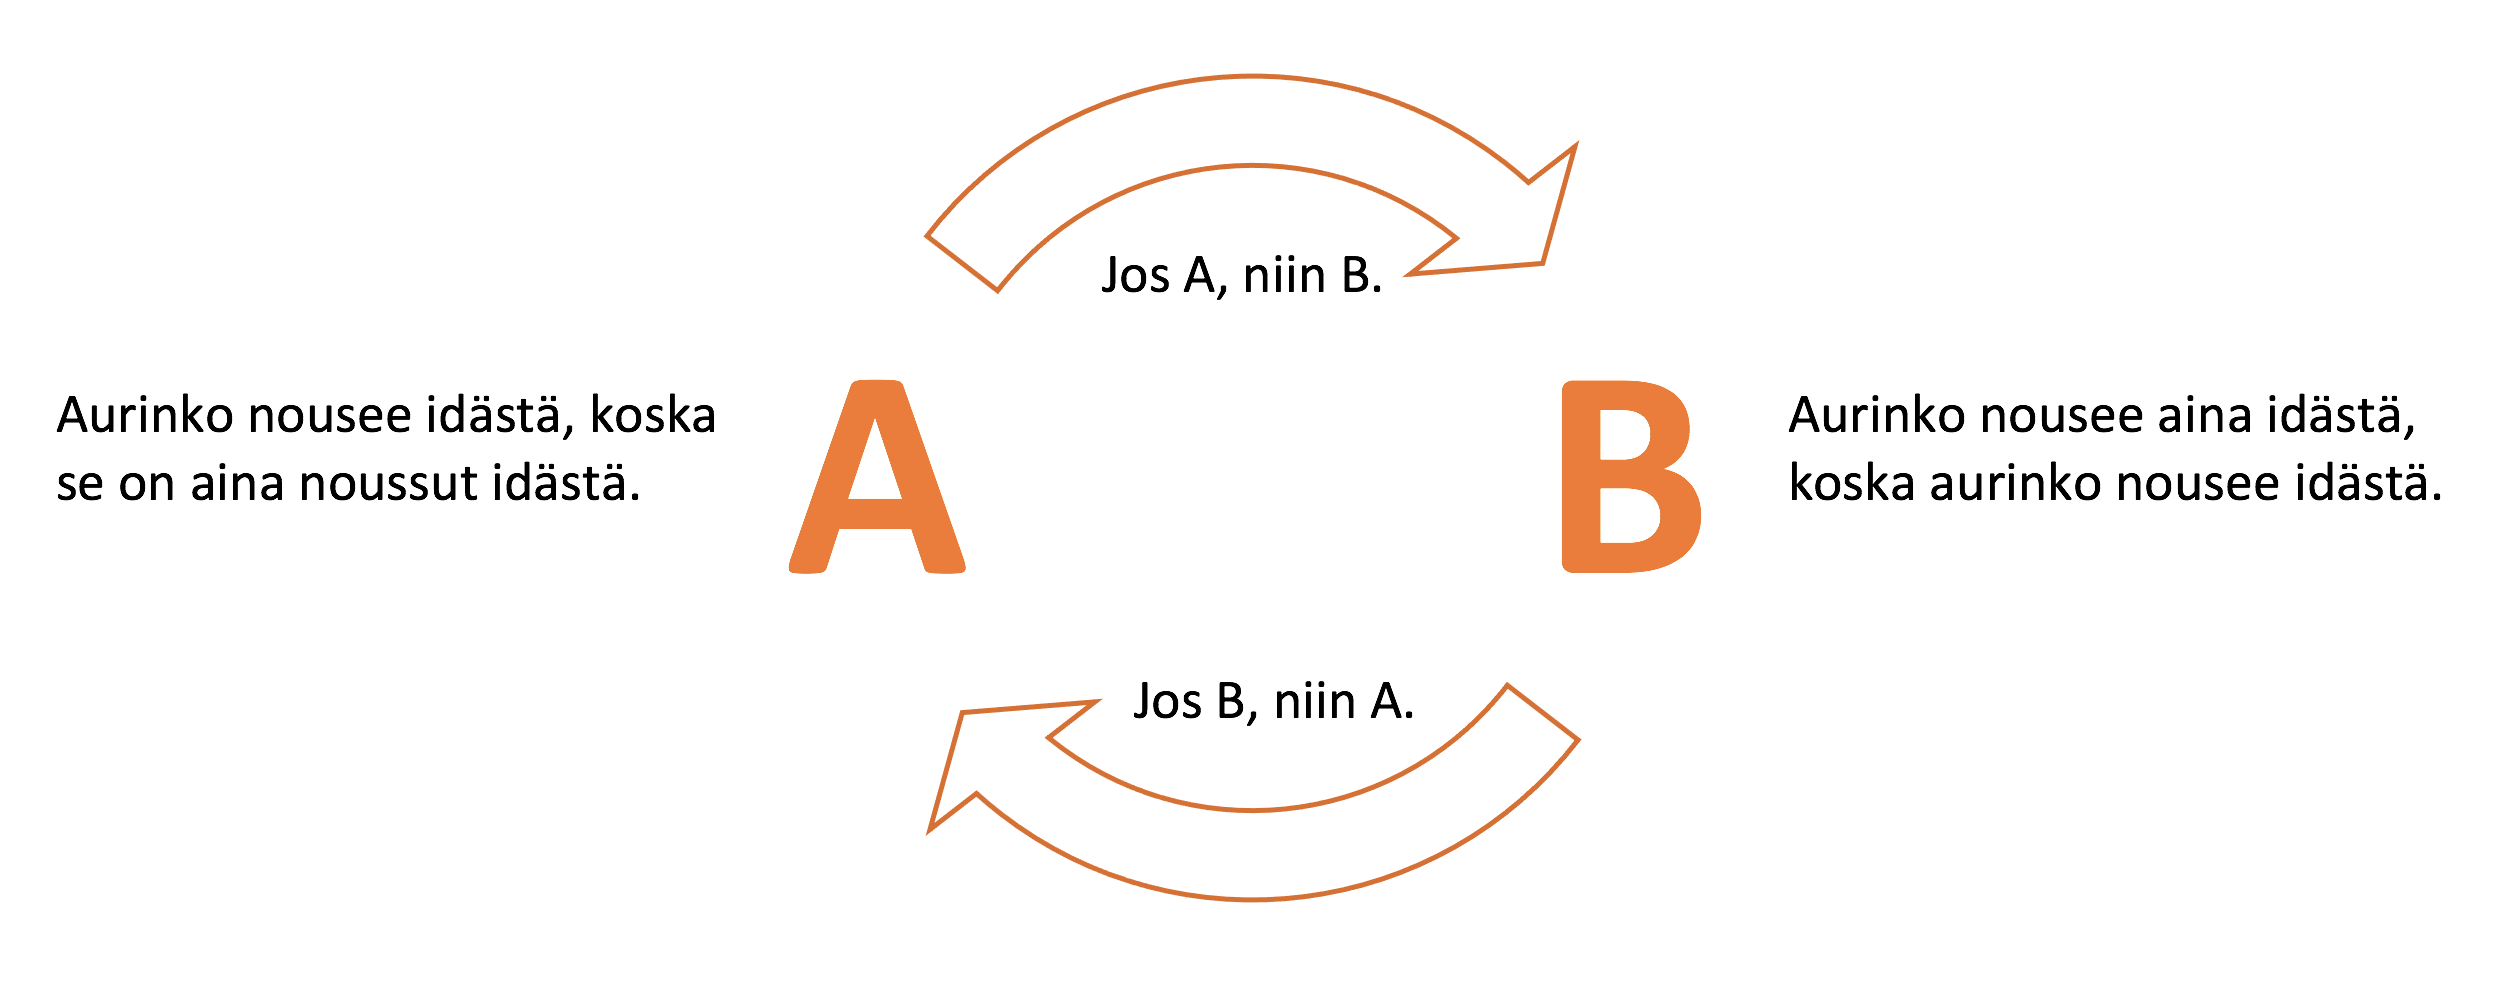 Jos A, niin B.
Aurinko nousee idästä, koska
se on aina noussut idästä.
A
B
Aurinko nousee aina idästä,
koska aurinko nousee idästä.
Jos B, niin A.